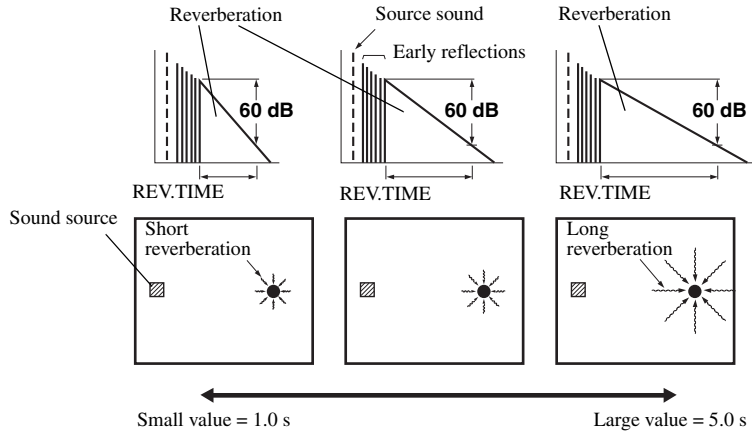 Reverberation
Source sound
Reverberation
Early reflections
60 dB
60 dB
60 dB
REV.TIME
REV.TIME
REV.TIME
Sound source
Short
reverberation
Long
reverberation
Small value = 1.0 s
Large value = 5.0 s